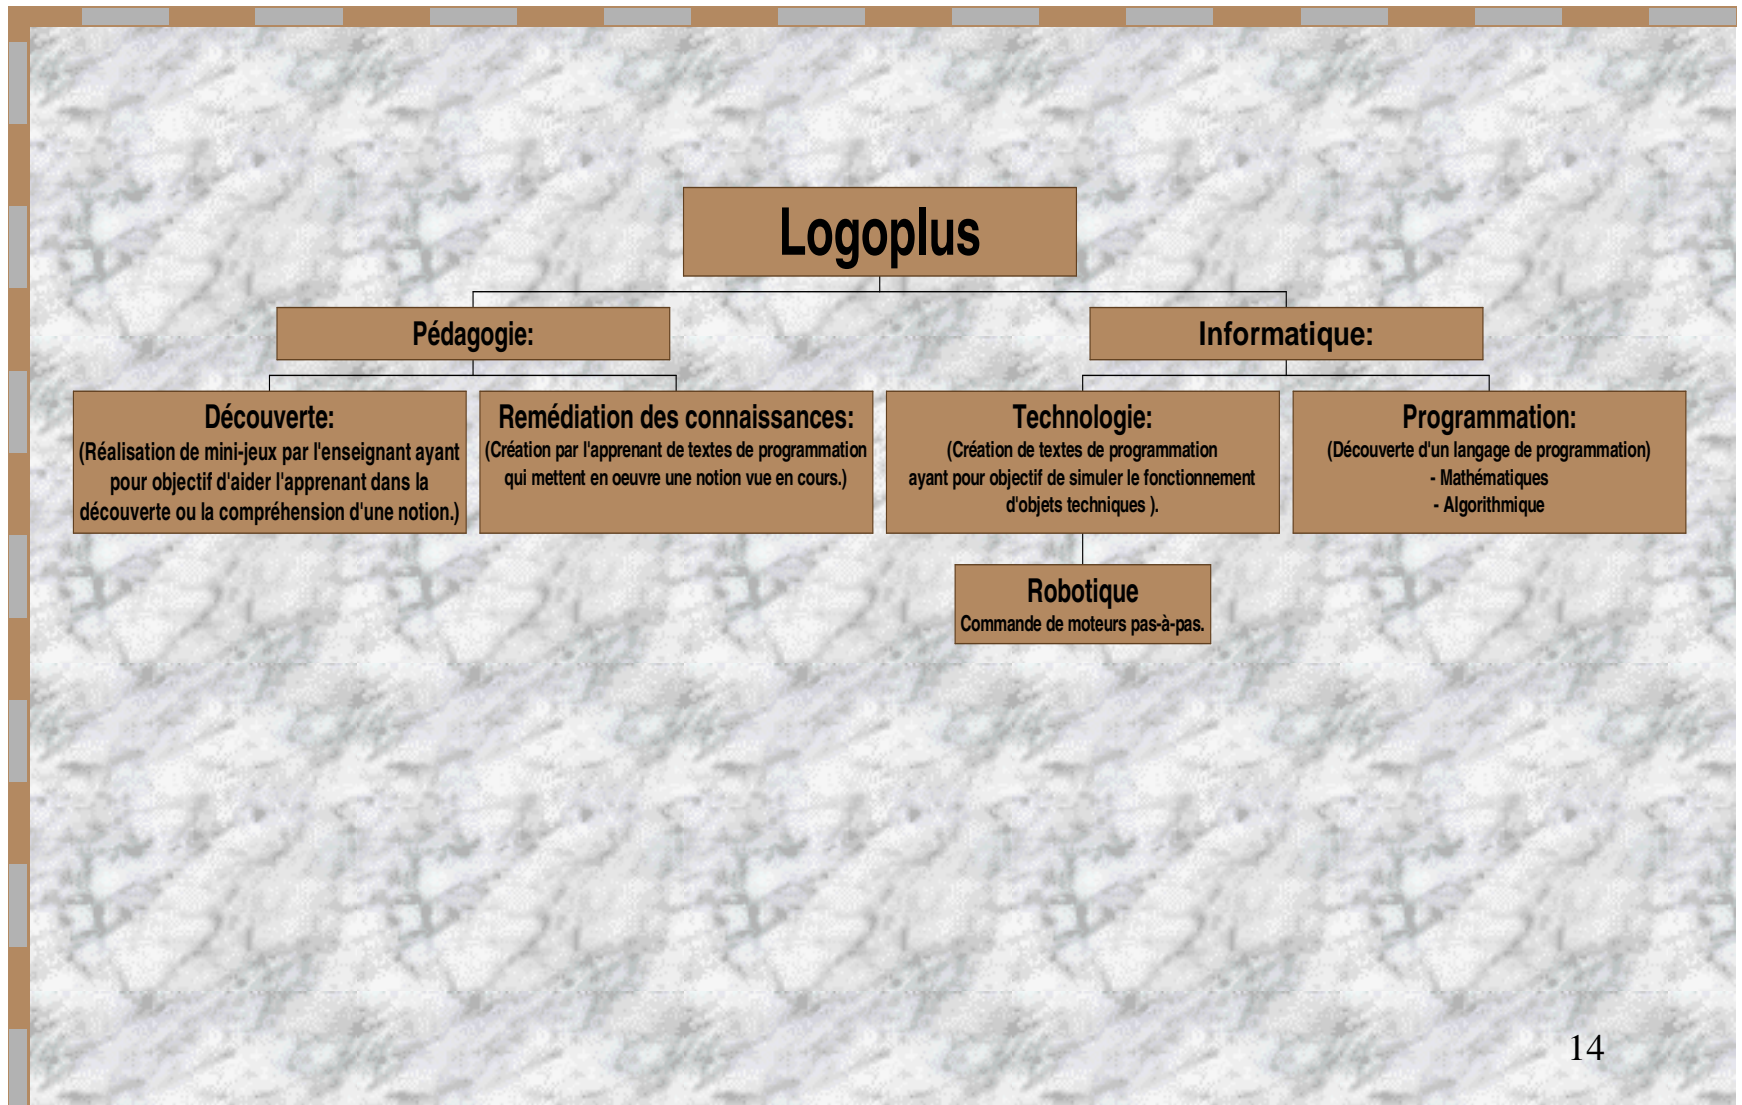 Logoplus
Pédagogie:
Informatique:
Découverte:
(Réalisation de mini-jeux par l'enseignant ayant
pour objectif d'aider l'apprenant dans la
découverte ou la compréhension d'une notion.)
Remédiation des connaissances:
(Création par l'apprenant de textes de programmation
qui mettent en oeuvre une notion vue en cours.)
Technologie:
(Création de textes de programmation
ayant pour objectif de simuler le fonctionnement
d'objets techniques ).
Programmation:
(Découverte d'un langage de programmation)
- Mathématiques
- Algorithmique
Robotique
Commande de moteurs pas-à-pas.
14